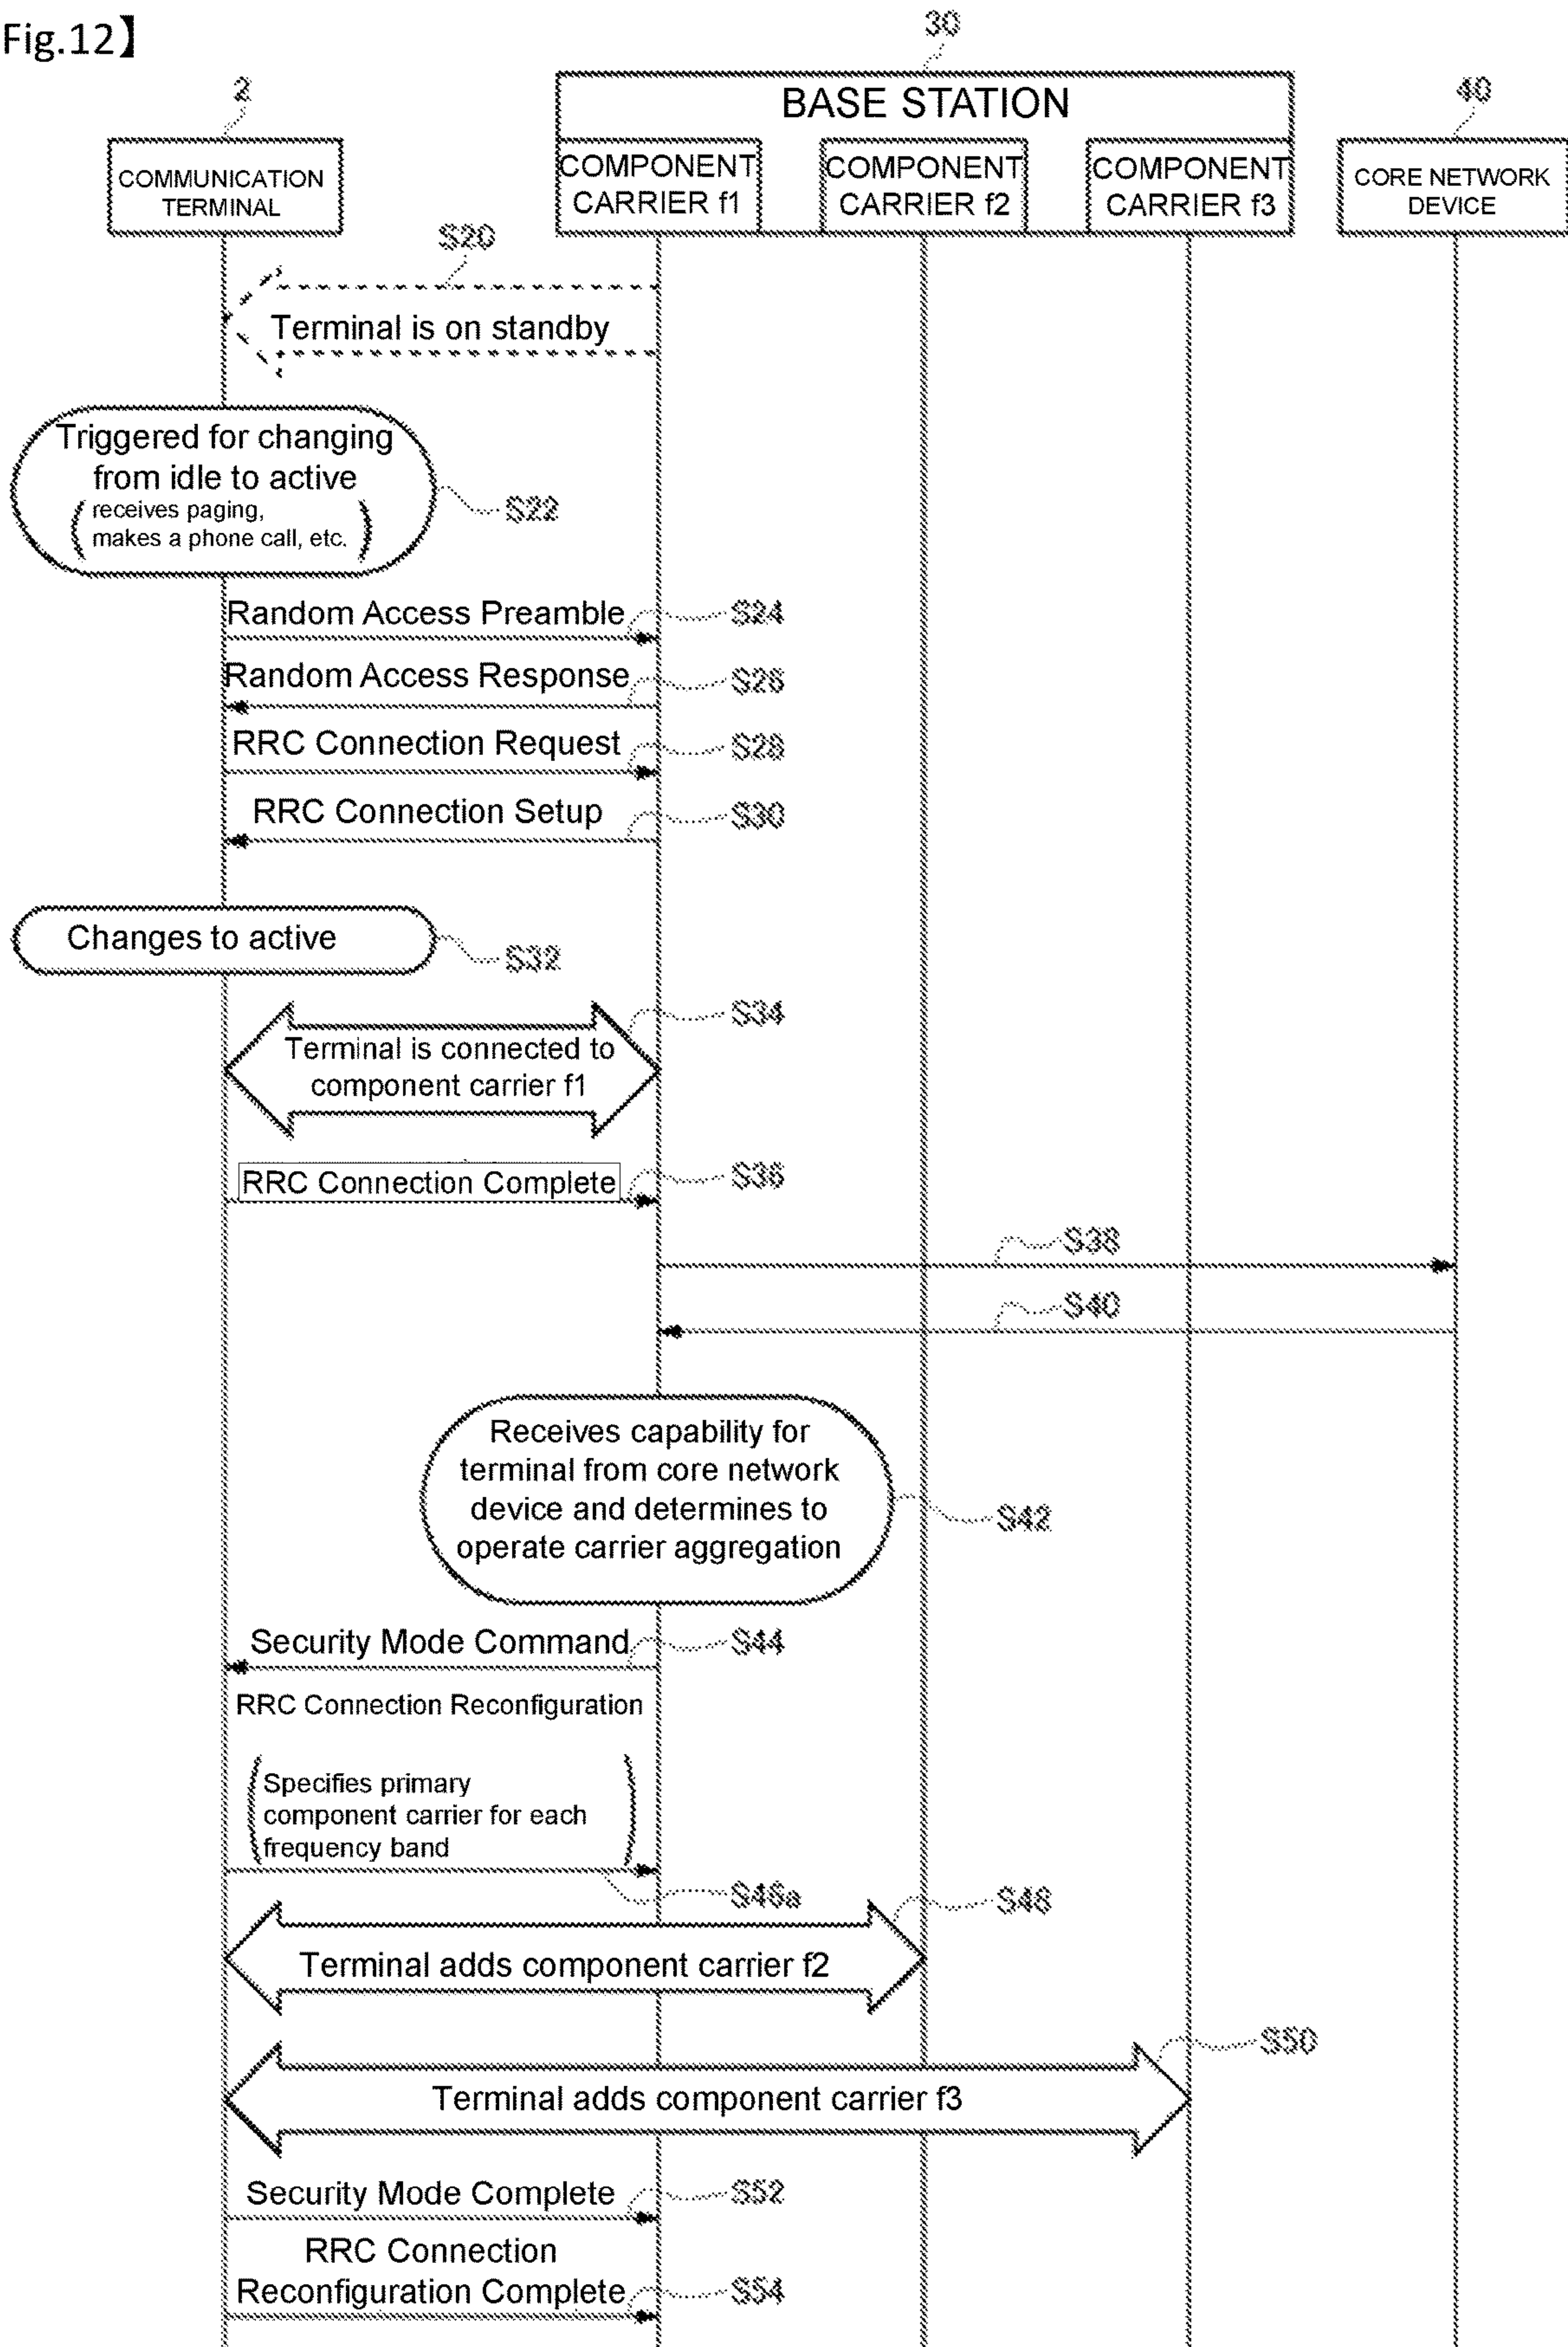 Fig.12】
30
2
BASE STATION
40
COMMUNICATION
TERMINAL
COMPONENT
CARRIER f1
COMPONENT
CARRIER f2
COMPONENT
CARRIER f3
CORE NETWORK
DEVICE
S20
Terminal is on standby
Triggered for changing
from idle to active
( receives paging,
makes a phone call, etc. )
S22
Random Access Preamble
S24
Random Access Response
S26
RRC Connection Request
S28
RRC Connection Setup
S30
Changes to active
S32
S34
Terminal is connected to
component carrier f1
RRC Connection Complete
S36
S38
S40
Receives capability for
terminal from core network
device and determines to
operate carrier aggregation
S42
Security Mode Command
S44
RRC Connection Reconfiguration
( Specifies primary
component carrier for each
frequency band )
S46a
S48
Terminal adds component carrier f2
S50
Terminal adds component carrier f3
Security Mode Complete
S52
RRC Connection
Reconfiguration Complete
S54